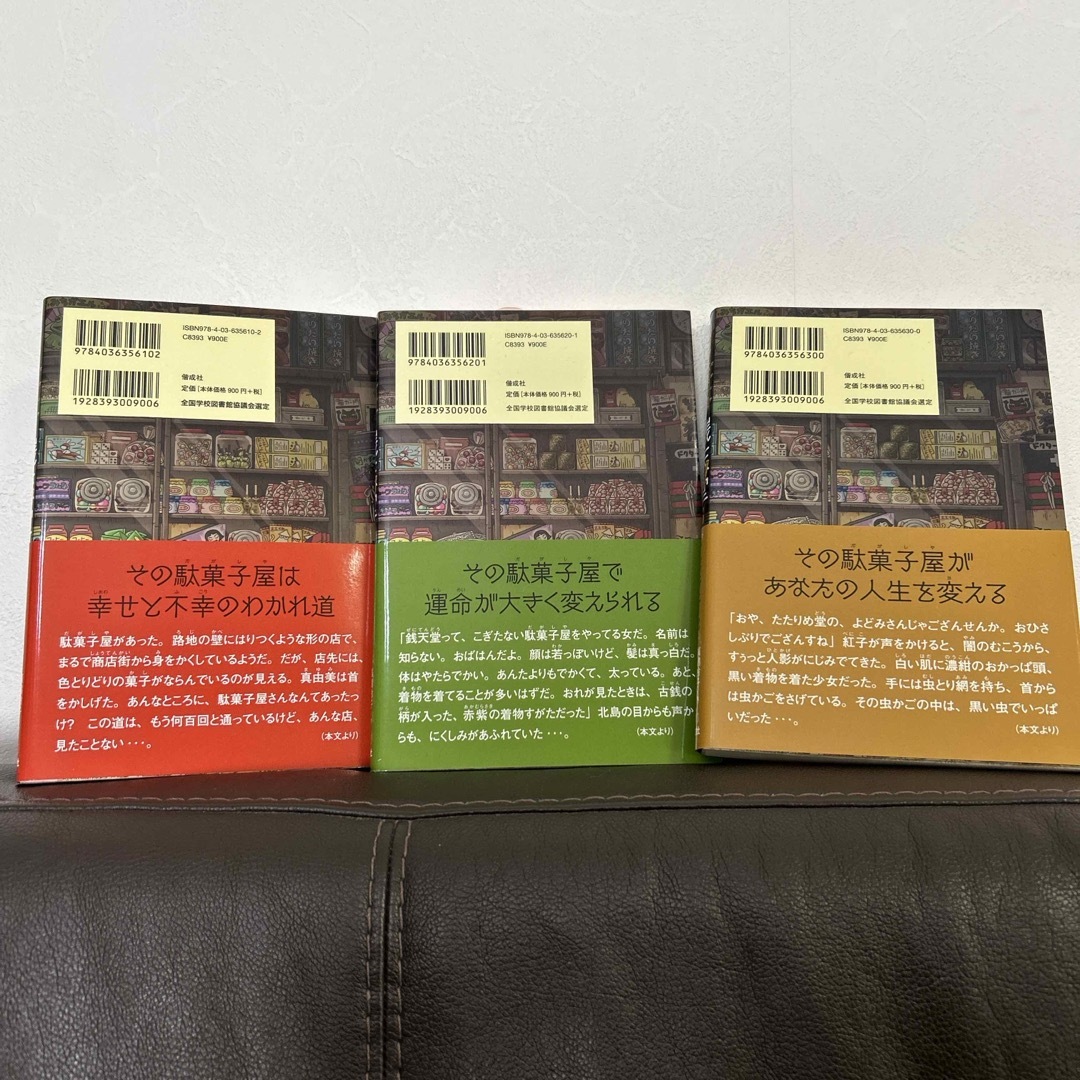 ISBN978-4-03-635610-2
C8393 ¥900E
9784036356102
偕成社
定価[本体価格 900 円+税]
1928393009006
全国学校図書館協議会選定
その駄菓子屋は
幸せと不幸のわかれ道
駄菓子屋があった。路地の壁にはりつくような形の店で、
まるで商店街から身をかくしているようだ。だが、店先には、
色とりどりの菓子がならんでいるのが見える。真由美は首
をかしげた。あんなところに、駄菓子屋さんなんてあったっ
け? この道は、もう何百回と通っているけど、あんな店、
見たことない・・・。
(本文より)
ISBN978-4-03-635620-1
C8393 ¥900E
9784036356201
偕成社
定価[本体価格 900 円+税]
1928393009006
全国学校図書館協議会選定
その駄菓子屋で
運命が大きく変えられる
「銭天堂って、こぎたない駄菓子屋をやってる女だ。名前は
知らない。おばはんだよ。顔は若っぽいけど、髪は真っ白だ。
体はやたらでかい。あんたよりもでかくて、太っている。あと、
着物を着てることが多いはずだ。おれが見たときは、古銭の
柄が入った、赤紫の着物すがただった」北島の目からも声か
らも、にくしみがあふれていた・・・。
(本文より)
ISBN978-4-03-635630-0
C8393 ¥900E
9784036356300
偕成社
定価[本体価格 900 円+税]
1928393009006
全国学校図書館協議会選定
その駄菓子屋が
あなたの人生を変える
「おや、たたりめ堂の、よどみさんじゃござんせんか。おひさ
しぶりでござんすね」紅子が声をかけると、闇のむこうから、
すぅっと人影がにじみでてきた。白い肌に濃紺のおかっぱ頭、
黒い着物を着た少女だった。手には虫とり網を持ち、首から
は虫かごをさげている。その虫かごの中は、黒い虫でいっぱ
いだった・・・。
(本文より)